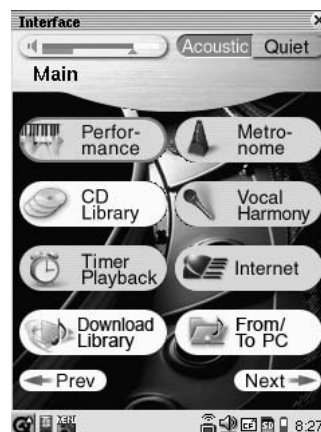 Interface
Acoustic Quiet
Main
Perfor-
mance
Metro-
nome
CD
Library
Vocal
Harmony
Timer
Playback
Internet
Download
Library
From/
To PC
Prev
Next
8:27